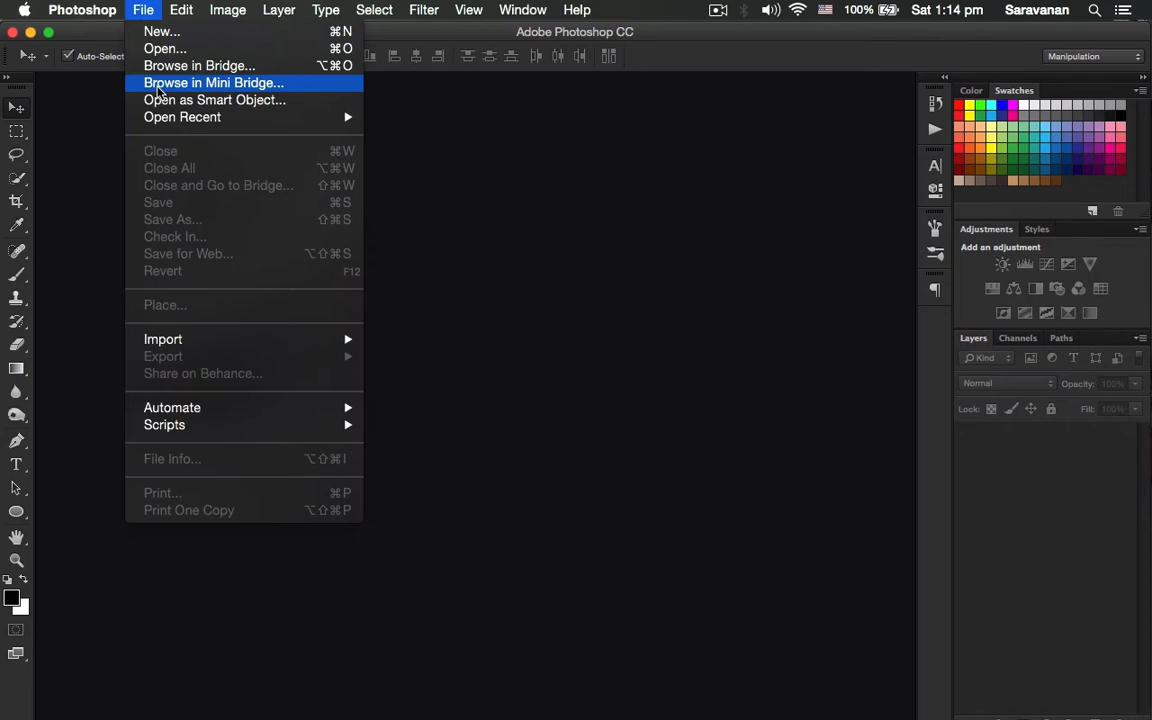 Photoshop File Edit Image Layer Type Select Filter View Window Help 100% Sat 1:14 pm Saravanan
Adobe Photoshop CC
Auto-Select
Manipulation
New... ⌘N
Open... ⌘O
Browse in Bridge... ⌥⌘O
Browse in Mini Bridge...
Open as Smart Object...
Open Recent
Close ⌘W
Close All ⌥⌘W
Close and Go to Bridge... ⇧⌘W
Save ⌘S
Save As... ⇧⌘S
Check In...
Save for Web... ⌥⇧⌘S
Revert F12
Place...
Import
Export
Share on Behance...
Automate
Scripts
File Info... ⌥⇧⌘I
Print... ⌘P
Print One Copy ⌥⇧⌘P
Color Swatches
Adjustments Styles
Add an adjustment
Layers Channels Paths
Kind
Normal Opacity: 100%
Lock: Fill: 100%